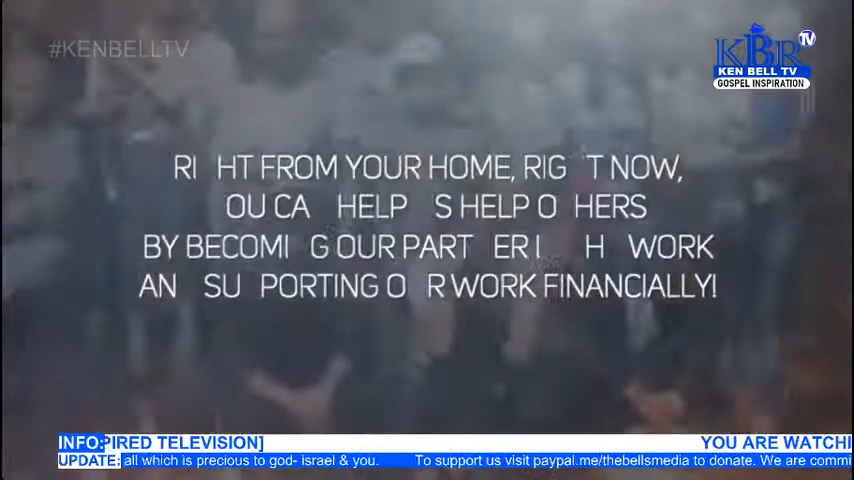 #KENBELLTV
KBR TV
KEN BELL TV
GOSPEL INSPIRATION
RI HT FROM YOUR HOME, RIG T NOW,
OU CA HELP S HELP O HERS
BY BECOMI G OUR PART ER I H WORK
AN SU PORTING O R WORK FINANCIALLY!
INFO: PIRED TELEVISION] YOU ARE WATCHI
UPDATE: all which is precious to god- israel & you. To support us visit paypal.me/thebellsmedia to donate. We are commi